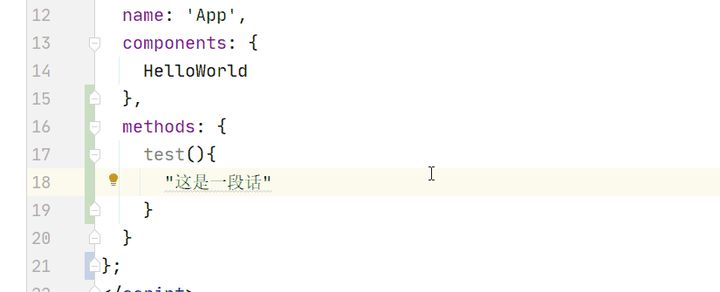 12 name: 'App',
13 components: {
14 HelloWorld
15 },
16 methods: {
17 test(){
18 "这是一段话"
19 }
20 }
21 };
</script>